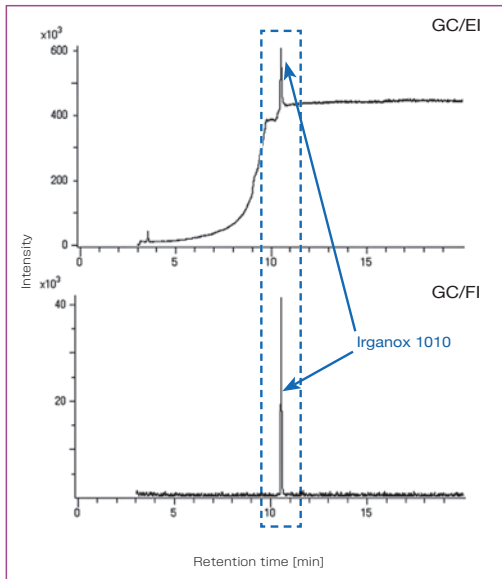 GC/EI
x10³
600
400
200
0
0 5 10 15
Intensity
GC/FI
x10³
40
20
Irganox 1010
0 5 10 15
Retention time [min]